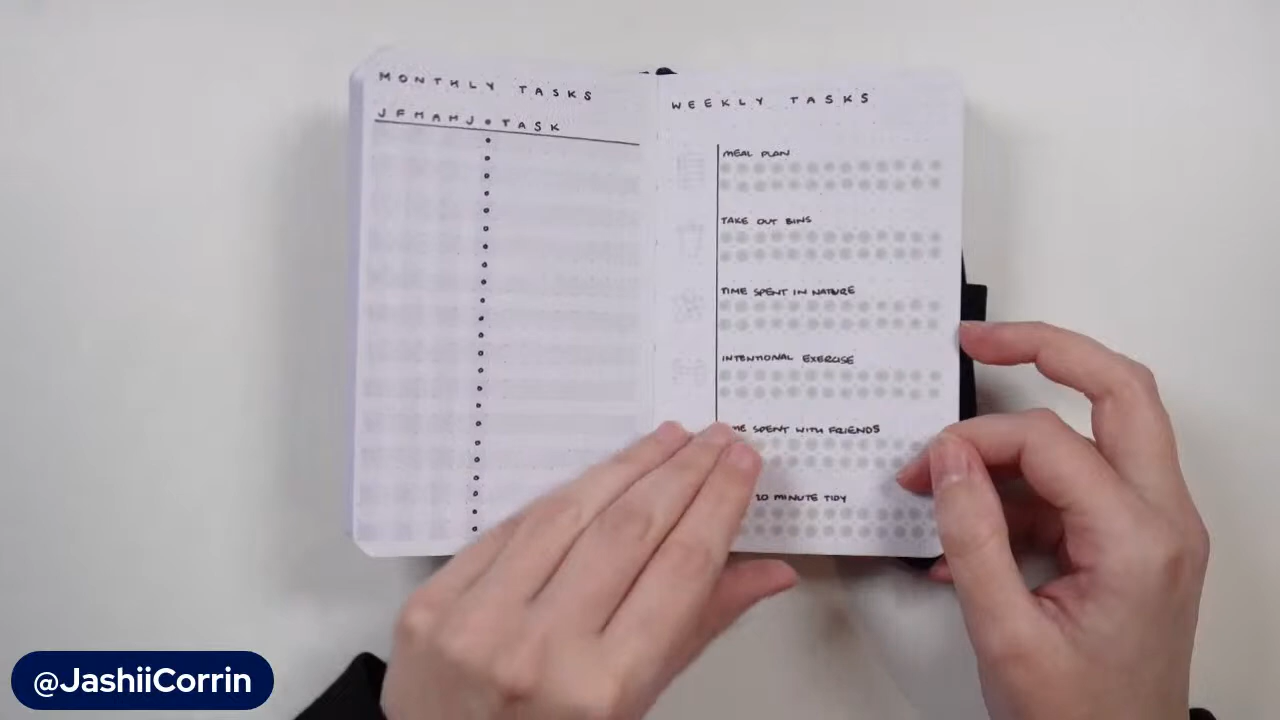 MONTHLY TASKS
J F M A M J • TASK
WEEKLY TASKS
MEAL PLAN
TAKE OUT BINS
TIME SPENT IN NATURE
INTENTIONAL EXERCISE
SPENT WITH FRIENDS
20 MINUTE TIDY
@JashiiCorrin